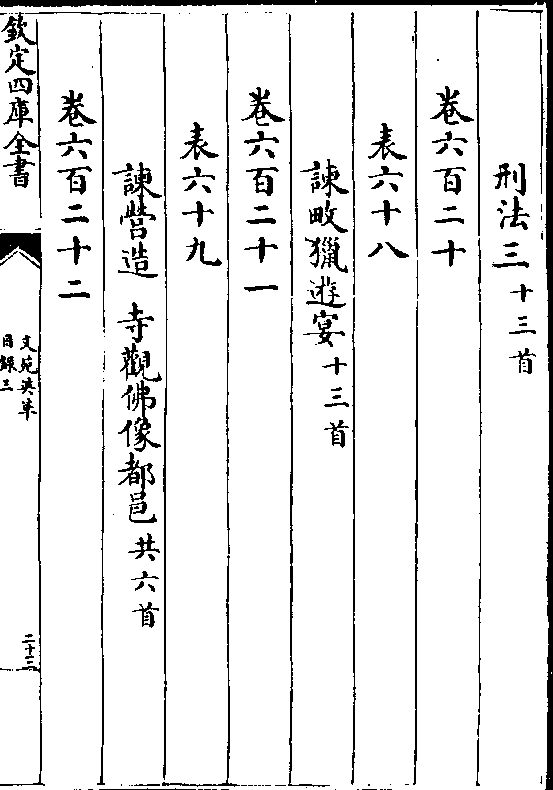 刑法三十三首
卷六百二十
表六十八
諫畋獵遊宴十三首
卷六百二十一
表六十九
諫營造 寺觀佛像都邑共六首
卷六百二十二
欽定四庫全書
文苑英華
目錄三
二十三